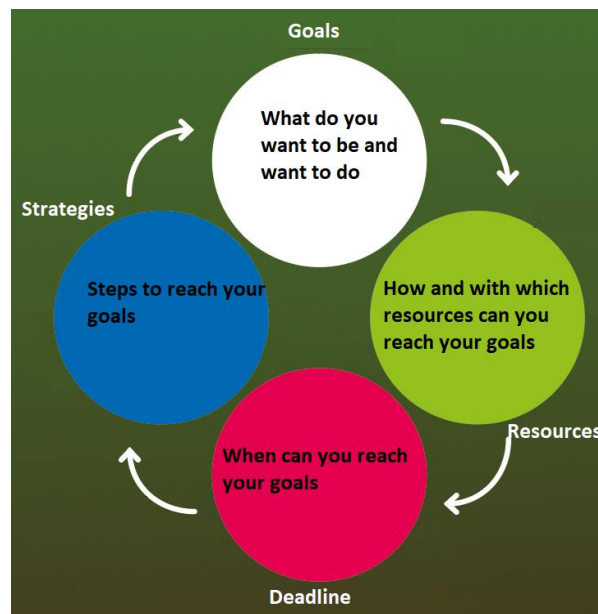 Goals
What do you
want to be and
want to do
Strategies
Steps to reach your
goals
How and with which
resources can you
reach your goals
Resources
When can you reach
your goals
Deadline